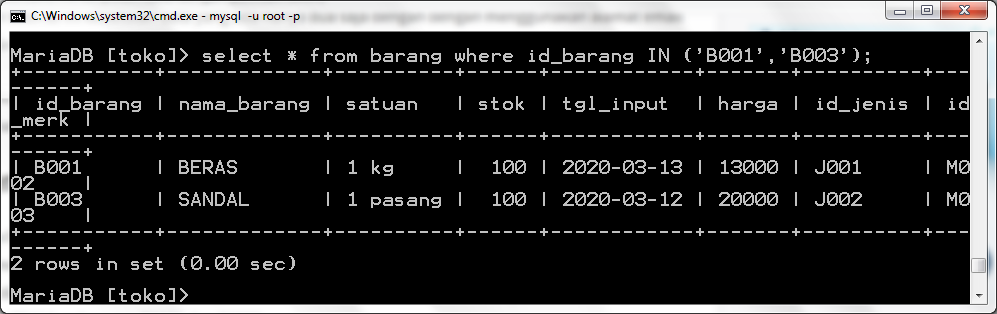 C:\Windows\system32\cmd.exe - mysql -u root -p
MariaDB [toko]> select * from barang where id_barang IN ('B001','B003');
+-----------+-------------+----------+------+------------+-------+----------+---
------+
| id_barang | nama_barang | satuan   | stok | tgl_input  | harga | id_jenis | id
_merk |
+-----------+-------------+----------+------+------------+-------+----------+---
------+
| B001      | BERAS       | 1 kg     |  100 | 2020-03-13 | 13000 | J001     | M0
02    |
| B003      | SANDAL      | 1 pasang |  100 | 2020-03-12 | 20000 | J002     | M0
03    |
+-----------+-------------+----------+------+------------+-------+----------+---
------+
2 rows in set (0.00 sec)
MariaDB [toko]>